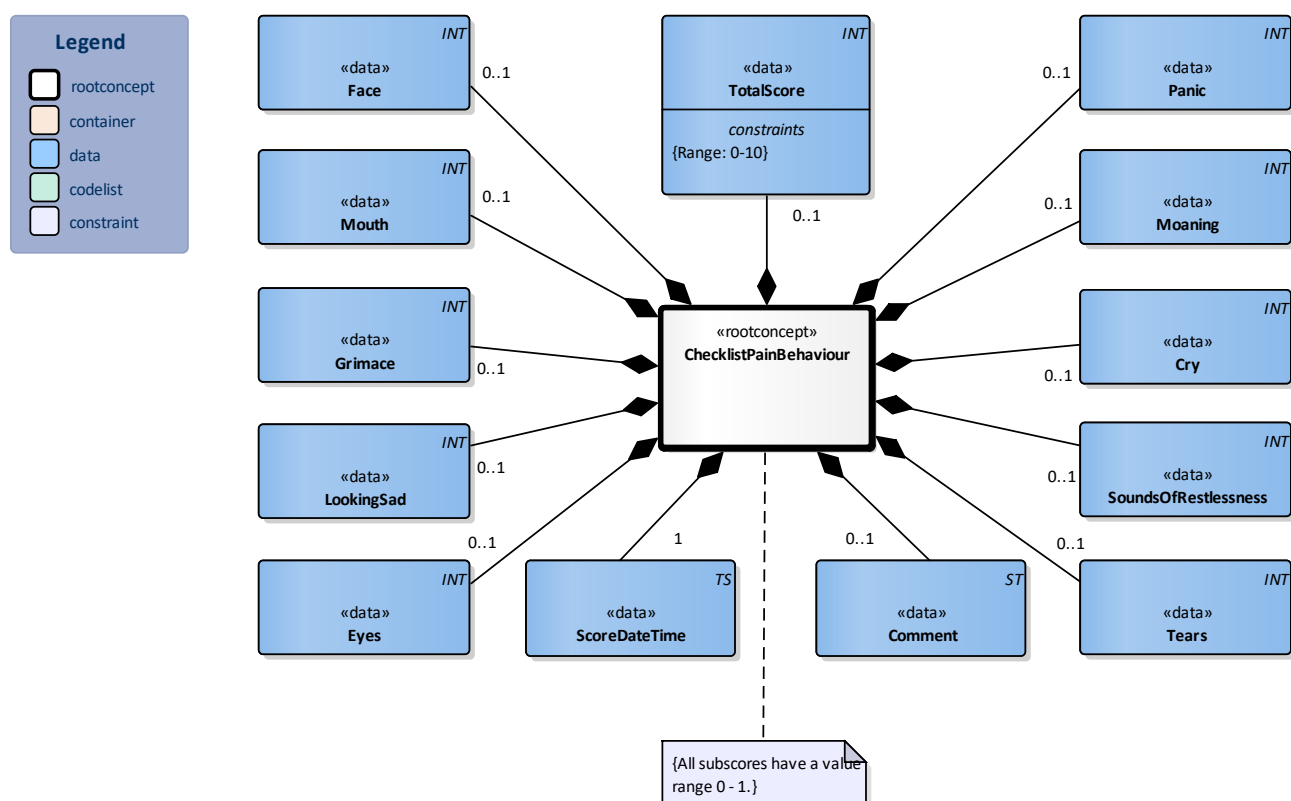 Legend
rootconcept
container
data
codelist
constraint
INT
«data»
Face
0..1
INT
«data»
TotalScore
constraints
{Range: 0-10}
0..1
INT
«data»
Panic
0..1
INT
«data»
Mouth
0..1
INT
«data»
Moaning
0..1
INT
«data»
Grimace
0..1
«rootconcept»
ChecklistPainBehaviour
INT
«data»
Cry
0..1
INT
«data»
LookingSad
0..1
INT
«data»
SoundsOfRestlessness
0..1
INT
«data»
Eyes
0..1
TS
«data»
ScoreDateTime
1
ST
«data»
Comment
0..1
INT
«data»
Tears
0..1
{All subscores have a value
range 0 - 1.}